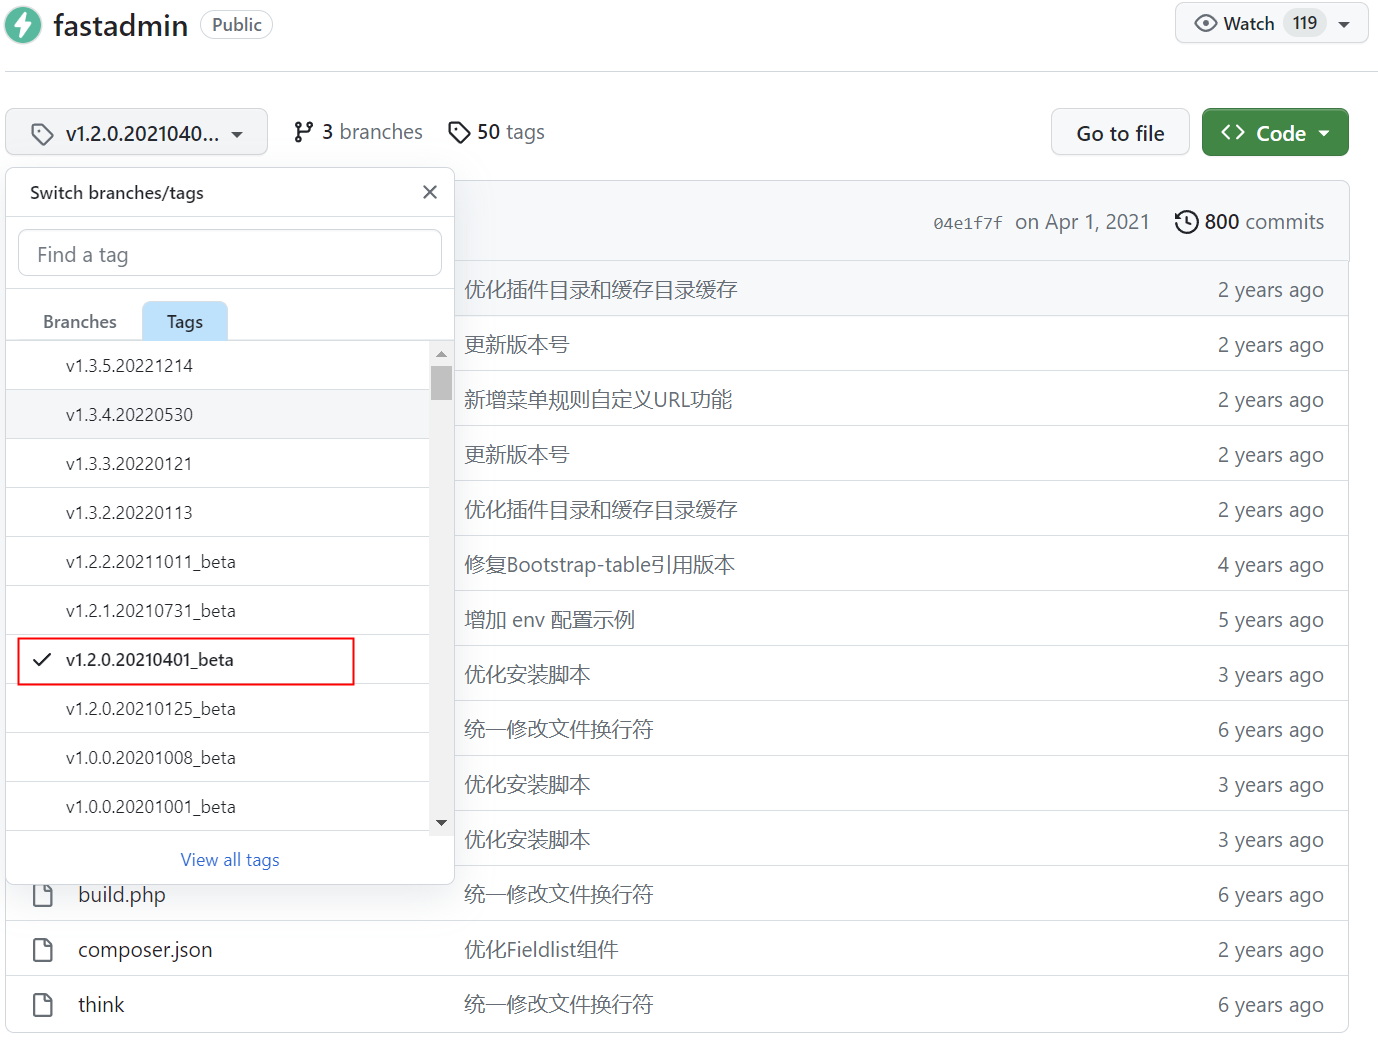 fastadmin Public Watch 119
v1.2.0.2021040... 3 branches 50 tags Go to file Code
Switch branches/tags
04e1f7f on Apr 1, 2021 800 commits
Find a tag
优化插件目录和缓存目录缓存 2 years ago
Branches Tags
更新版本号 2 years ago
v1.3.5.20221214
新增菜单规则自定义URL功能 2 years ago
v1.3.4.20220530
更新版本号 2 years ago
v1.3.3.20220121
优化插件目录和缓存目录缓存 2 years ago
v1.3.2.20220113
修复Bootstrap-table引用版本 4 years ago
v1.2.2.20211011_beta
增加 env 配置示例 5 years ago
v1.2.1.20210731_beta
v1.2.0.20210401_beta
优化安装脚本 3 years ago
v1.2.0.20210125_beta
统一修改文件换行符 6 years ago
v1.0.0.20201008_beta
优化安装脚本 3 years ago
v1.0.0.20201001_beta
优化安装脚本 3 years ago
View all tags
build.php 统一修改文件换行符 6 years ago
composer.json 优化Fieldlist组件 2 years ago
think 统一修改文件换行符 6 years ago